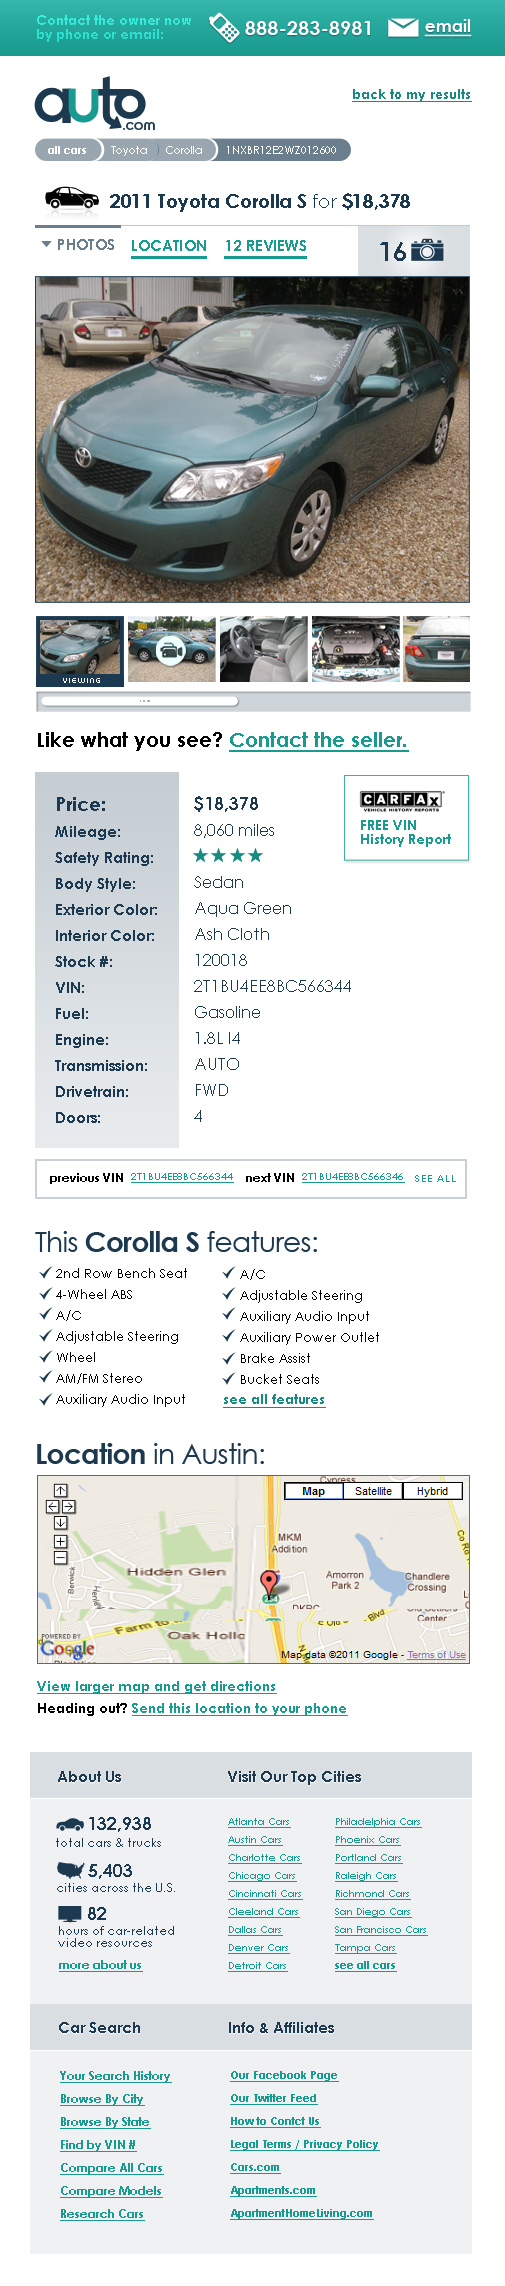 Contact the owner now
by phone or email:
888-283-8981
email
auto.com
back to my results
all cars
Toyota
Corolla
1NXBR12E2WZ012600
2011 Toyota Corolla S for $18,378
PHOTOS
LOCATION
12 REVIEWS
16
VIEWING
Like what you see? Contact the seller.
Price: $18,378
Mileage: 8,060 miles
Safety Rating: ★★★★
Body Style: Sedan
Exterior Color: Aqua Green
Interior Color: Ash Cloth
Stock #: 120018
VIN: 2T1BU4EE8BC566344
Fuel: Gasoline
Engine: 1.8L I4
Transmission: AUTO
Drivetrain: FWD
Doors: 4
CARFAX
VEHICLE HISTORY REPORTS
FREE VIN
History Report
previous VIN 2T1BU4EE8BC566344 next VIN 2T1BU4EE8BC566346 SEE ALL
This Corolla S features:
2nd Row Bench Seat
4-Wheel ABS
A/C
Adjustable Steering
Wheel
AM/FM Stereo
Auxiliary Audio Input
A/C
Adjustable Steering
Auxiliary Audio Input
Auxiliary Power Outlet
Brake Assist
Bucket Seats
see all features
Location in Austin:
Map
Satellite
Hybrid
Cypress
MKM
Addition
Hidden Glen
Amorron
Park 2
Chandlere
Crossing
Berwick
Co Rd
Farm to
Oak Hollo
Blvd
Center
POWERED BY
Google
Map data ©2011 Google - Terms of Use
View larger map and get directions
Heading out? Send this location to your phone
About Us
132,938
total cars & trucks
5,403
cities across the U.S.
82
hours of car-related
video resources
more about us
Visit Our Top Cities
Atlanta Cars
Austin Cars
Charlotte Cars
Chicago Cars
Cincinnati Cars
Cleeland Cars
Dallas Cars
Denver Cars
Detroit Cars
Philadelphia Cars
Phoenix Cars
Portland Cars
Raleigh Cars
Richmond Cars
San Diego Cars
San Francisco Cars
Tampa Cars
see all cars
Car Search
Your Search History
Browse By City
Browse By State
Find by VIN #
Compare All Cars
Compare Models
Research Cars
Info & Affiliates
Our Facebook Page
Our Twitter Feed
How to Contct Us
Legal Terms / Privacy Policy
Cars.com
Apartments.com
ApartmentHomeLiving.com